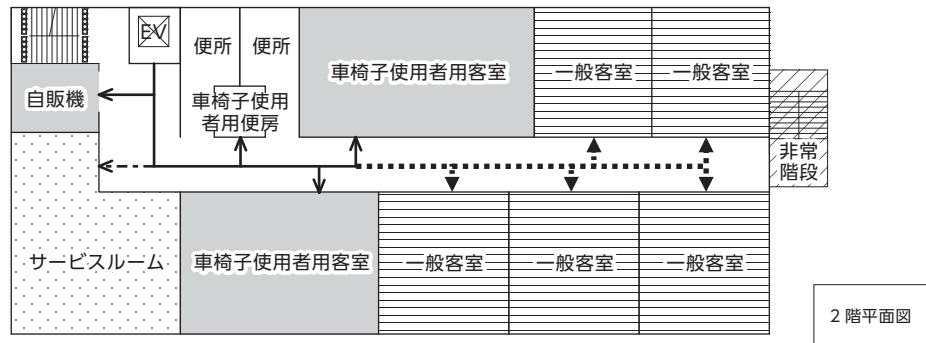 EV
便所
便所
車椅子使用者用客室
一般客室
一般客室
自販機
車椅子使用
者用便房
非常
階段
サービスルーム
車椅子使用者用客室
一般客室
一般客室
一般客室
2 階平面図